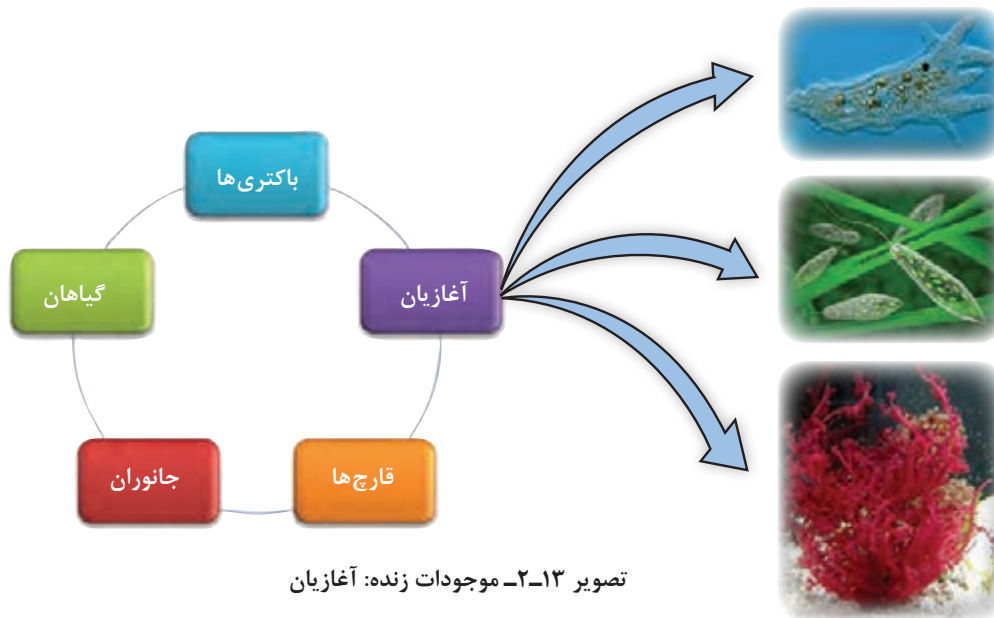 باکتری‌ها
آغازیان
گیاهان
قارچ‌ها
جانوران
تصویر ۱۳ـ۲ـ موجودات زنده: آغازیان